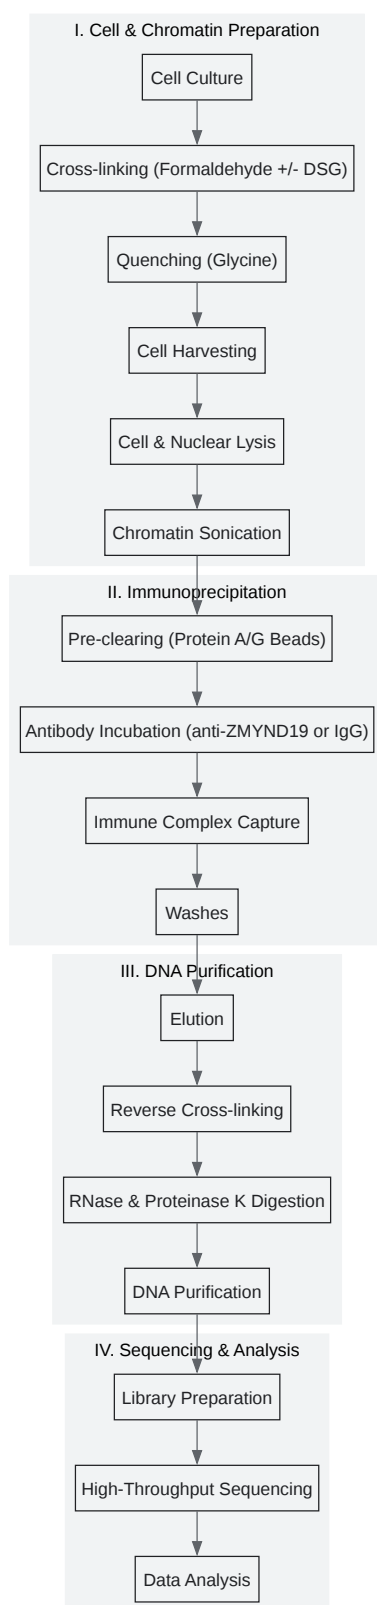 I. Cell & Chromatin Preparation
Cell Culture
Cross-linking (Formaldehyde +/- DSG)
Quenching (Glycine)
Cell Harvesting
Cell & Nuclear Lysis
Chromatin Sonication
II. Immunoprecipitation
Pre-clearing (Protein A/G Beads)
Antibody Incubation (anti-ZMYND19 or IgG)
Immune Complex Capture
Washes
III. DNA Purification
Elution
Reverse Cross-linking
RNase & Proteinase K Digestion
DNA Purification
IV. Sequencing & Analysis
Library Preparation
High-Throughput Sequencing
Data Analysis